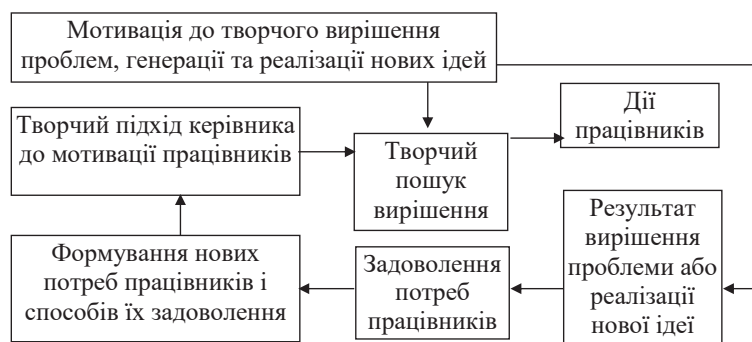 Мотивація до творчого вирішення
проблем, генерації та реалізації нових ідей
Творчий підхід керівника
до мотивації працівників
Творчий
пошук
вирішення
Дії
працівників
Формування нових
потреб працівників і
способів їх задоволення
Задоволення
потреб
працівників
Результат
вирішення
проблеми або
реалізації
нової ідеї